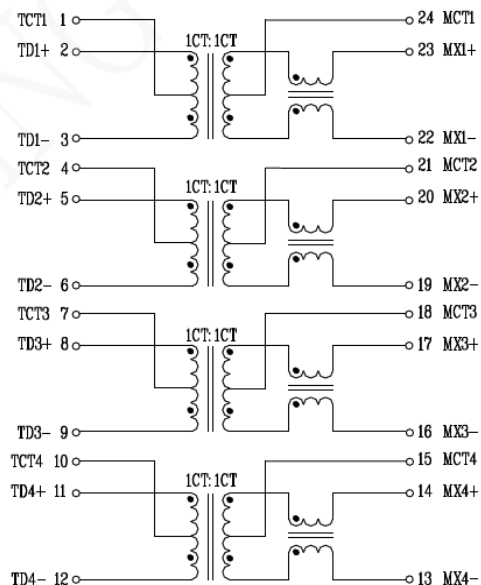 TCT1 1 24 MCT1
TD1+ 2 1CT:1CT 23 MX1+
TD1- 3 22 MX1-
TCT2 4 21 MCT2
TD2+ 5 1CT:1CT 20 MX2+
TD2- 6 19 MX2-
TCT3 7 18 MCT3
TD3+ 8 1CT:1CT 17 MX3+
TD3- 9 16 MX3-
TCT4 10 15 MCT4
TD4+ 11 1CT:1CT 14 MX4+
TD4- 12 13 MX4-